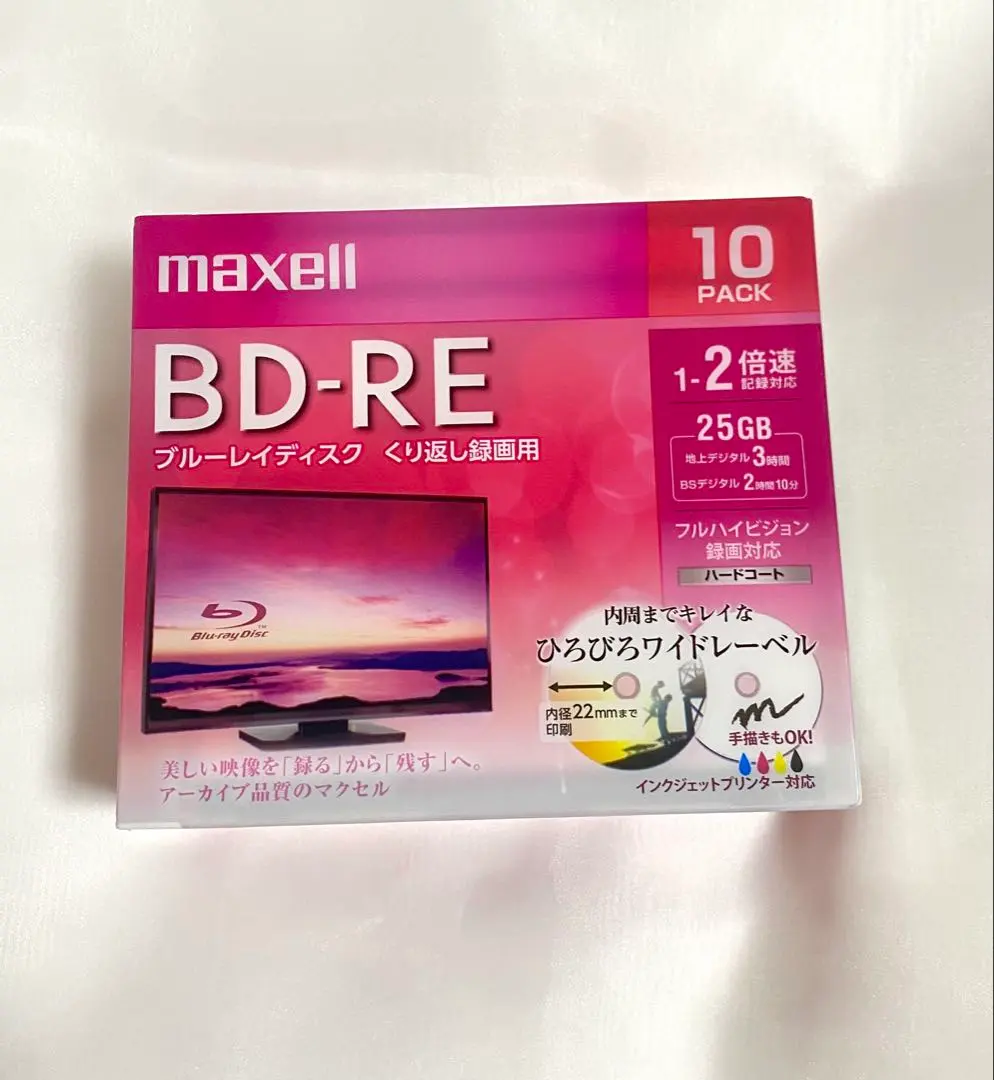 maxell
10
PACK
BD-RE
ブルーレイディスク くり返し録画用
1-2倍速
記録対応
25GB
地上デジタル3時間
BSデジタル2時間10分
フルハイビジョン
録画対応
ハードコート
Blu-ray Disc
TM
内周までキレイな
ひろびろワイドレーベル
内径22mmまで
印刷
手描きもOK!
インクジェットプリンター対応
美しい映像を「録る」から「残す」へ。
アーカイブ品質のマクセル